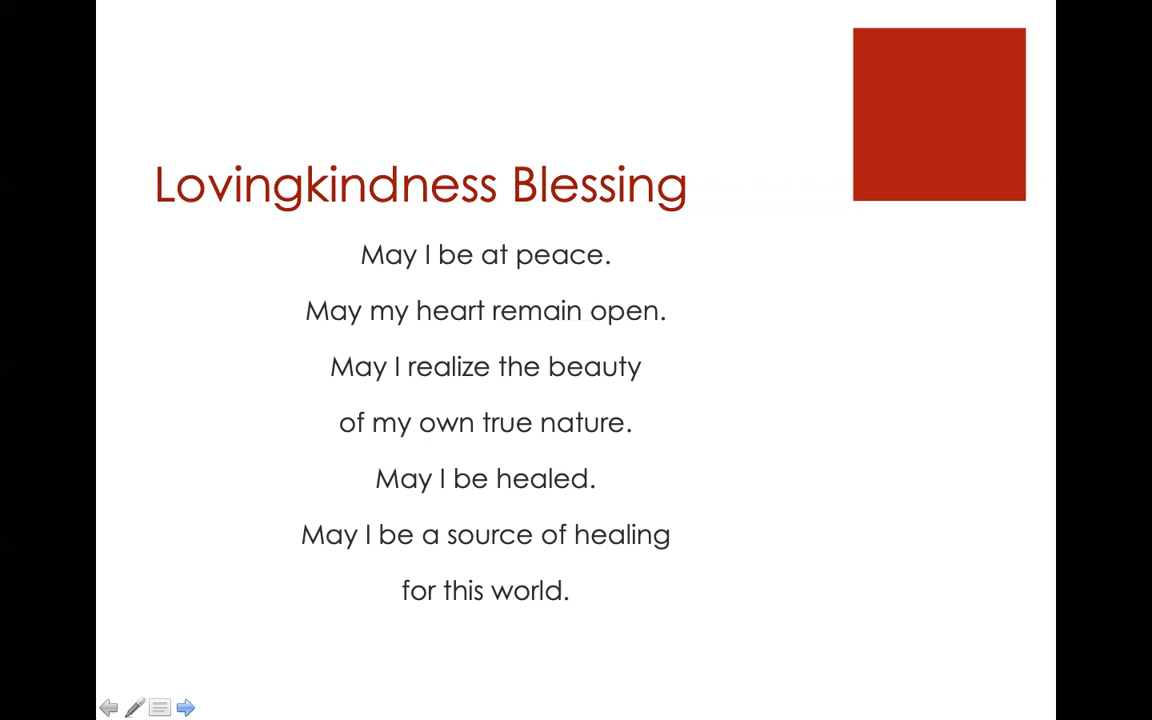 Lovingkindness Blessing
May I be at peace.
May my heart remain open.
May I realize the beauty
of my own true nature.
May I be healed.
May I be a source of healing
for this world.